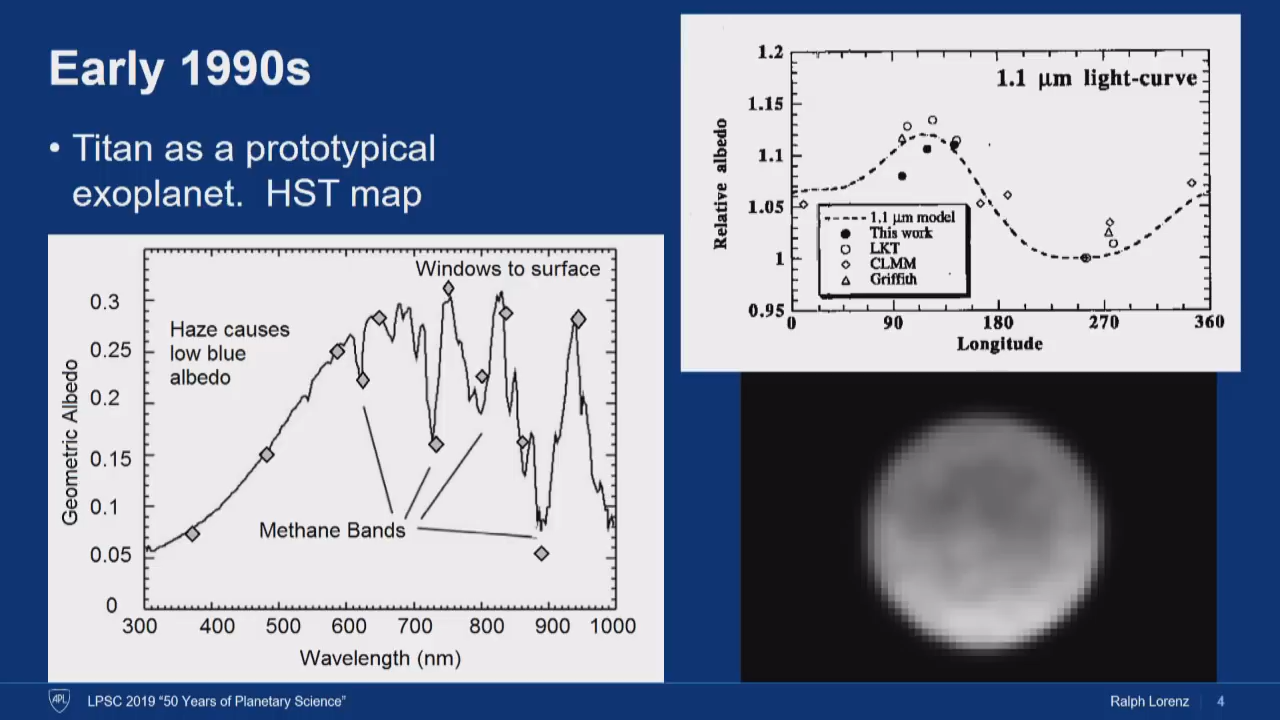 Early 1990s
• Titan as a prototypical
exoplanet. HST map
Windows to surface
Haze causes
low blue
albedo
Methane Bands
Geometric Albedo
0.3
0.25
0.2
0.15
0.1
0.05
0
300 400 500 600 700 800 900 1000
Wavelength (nm)
1.1 µm light-curve
Relative albedo
1.2
1.15
1.1
1.05
1
0.95
1.1 µm model
This work
LKT
CLMM
Griffith
0 90 180 270 360
Longitude
APL
LPSC 2019 “50 Years of Planetary Science”
Ralph Lorenz 4